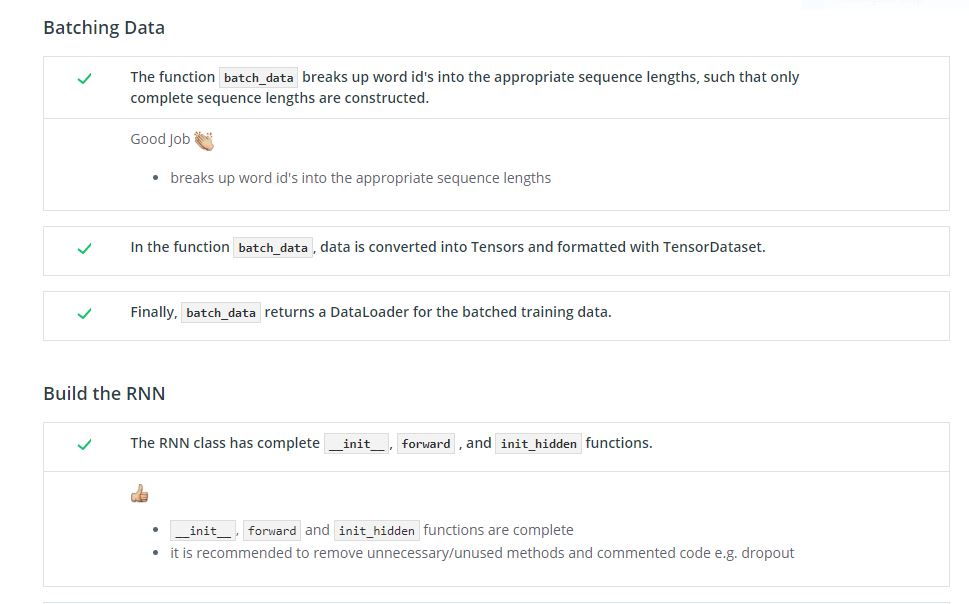 Batching Data
The function batch_data breaks up word id's into the appropriate sequence lengths, such that only
complete sequence lengths are constructed.
Good Job 👏
• breaks up word id's into the appropriate sequence lengths
In the function batch_data, data is converted into Tensors and formatted with TensorDataset.
Finally, batch_data returns a DataLoader for the batched training data.
Build the RNN
The RNN class has complete __init__, forward , and init_hidden functions.
👍
• __init__, forward and init_hidden functions are complete
• it is recommended to remove unnecessary/unused methods and commented code e.g. dropout